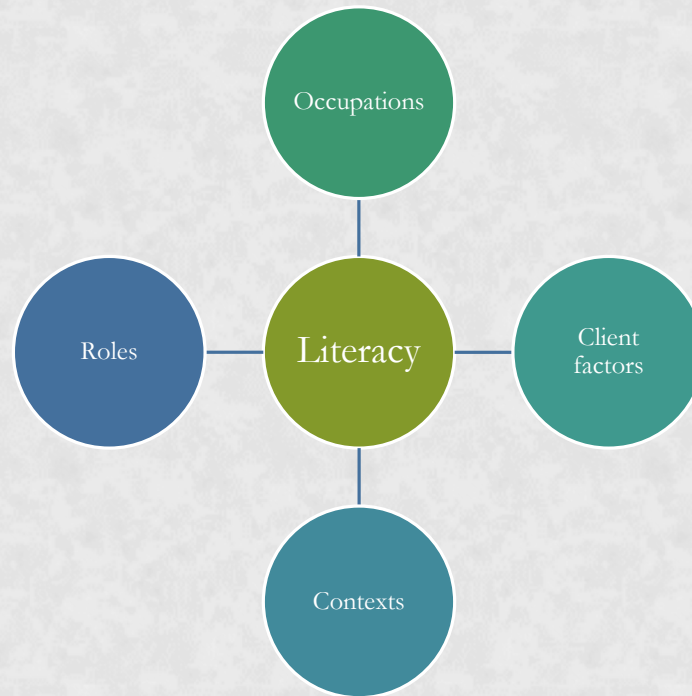 Occupations
Roles
Literacy
Client
factors
Contexts